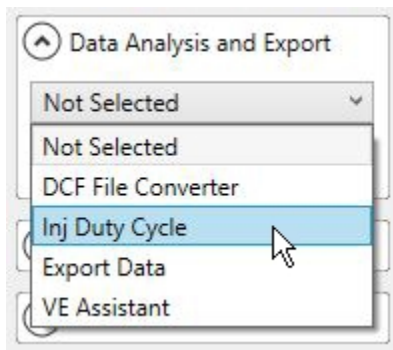 Data Analysis and Export
Not Selected
Not Selected
DCF File Converter
Inj Duty Cycle
Export Data
VE Assistant